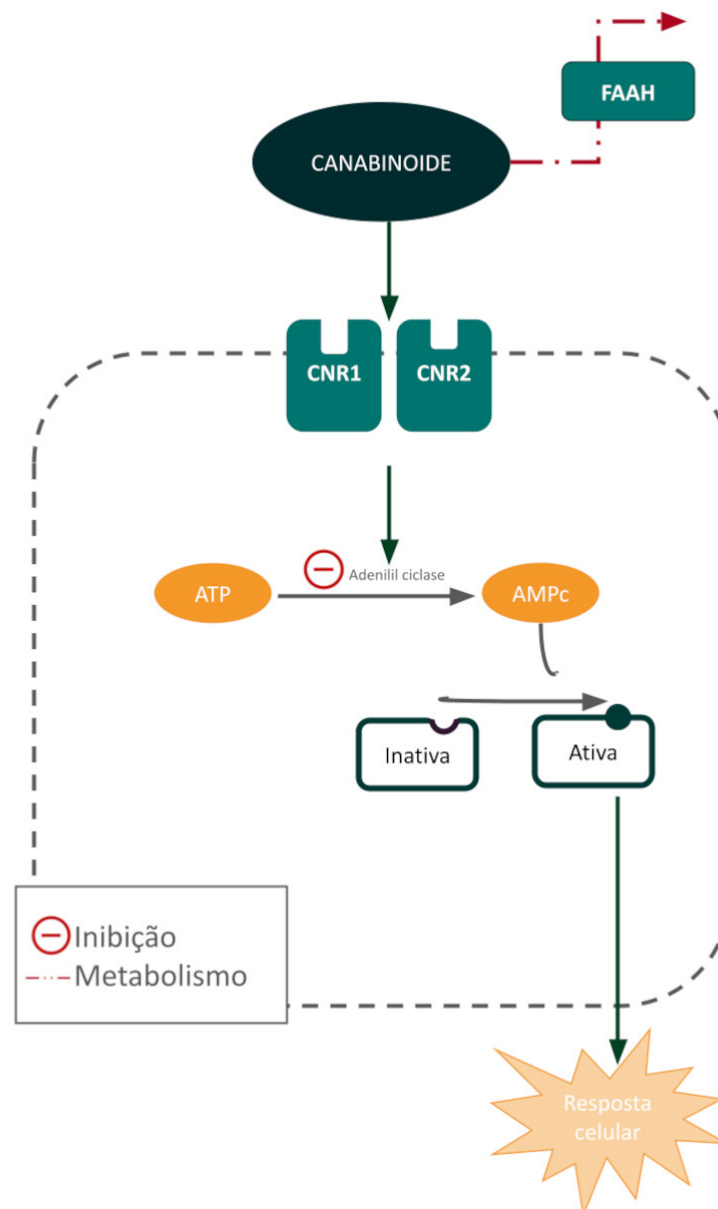 FAAH
CANABINOIDE
CNR1
CNR2
Adenilil ciclase
ATP
AMPc
Inativa
Ativa
Inibição
Metabolismo
Resposta
celular